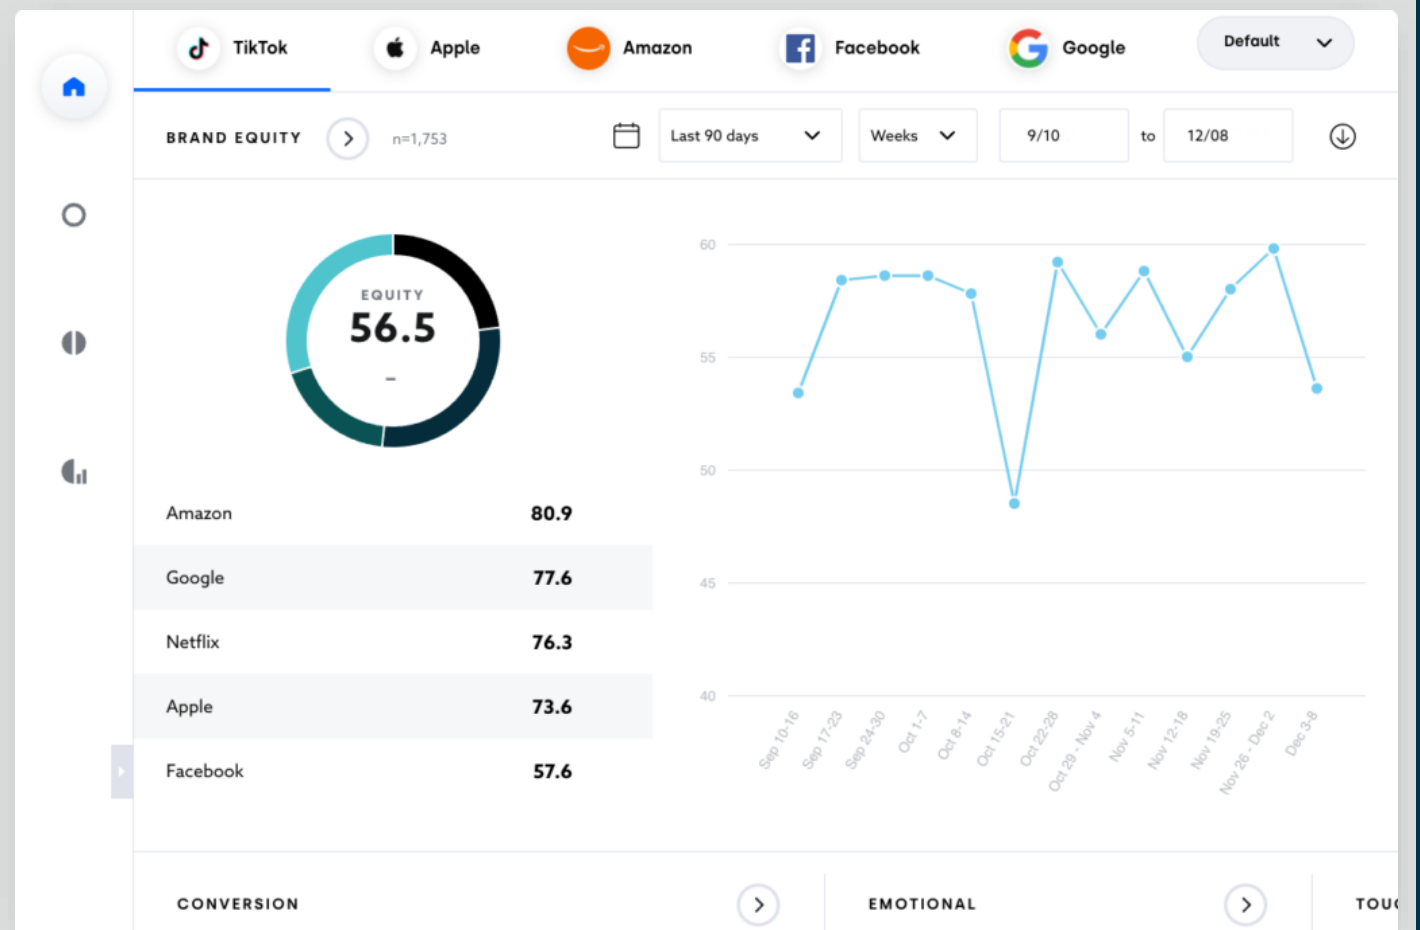 TikTok
Apple
Amazon
Facebook
Google
Default
BRAND EQUITY
n=1,753
Last 90 days
Weeks
9/10
to
12/08
EQUITY
56.5
–
Amazon 80.9
Google 77.6
Netflix 76.3
Apple 73.6
Facebook 57.6
60
55
50
45
40
Sep 10-16
Sep 17-23
Sep 24-30
Oct 1-7
Oct 8-14
Oct 15-21
Oct 22-28
Oct 29 - Nov 4
Nov 5-11
Nov 12-18
Nov 19-25
Nov 26 - Dec 2
Dec 3-8
CONVERSION
EMOTIONAL